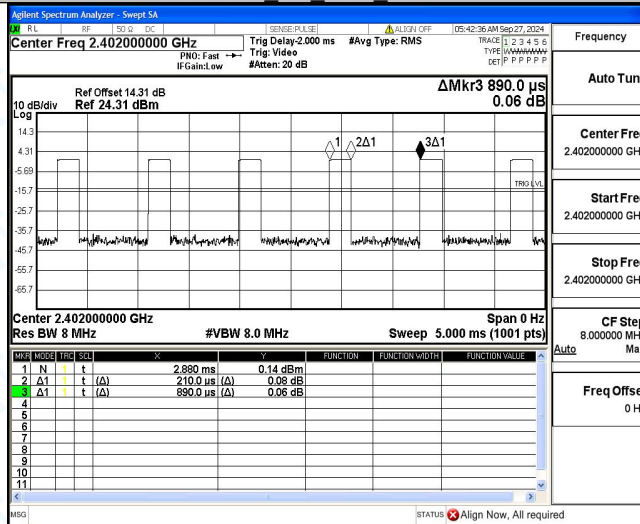 Agilent Spectrum Analyzer - Swept SA
RL RF 50 Ω DC SENSE:PULSE ALIGN OFF 05:42:36 AM Sep 27, 2024
Center Freq 2.402000000 GHz
PNO: Fast
IFGain:Low
Trig Delay-2.000 ms #Avg Type: RMS
Trig: Video
#Atten: 20 dB
TRACE 1 2 3 4 5 6
TYPE
DET P P P P P P
Ref Offset 14.31 dB
10 dB/div Ref 24.31 dBm
Log
ΔMkr3 890.0 µs
0.06 dB
14.3
4.31
-5.69
-15.7
-25.7
-35.7
-45.7
-55.7
-65.7
1 2Δ1 3Δ1
TRIG LVL
Center 2.402000000 GHz Span 0 Hz
Res BW 8 MHz #VBW 8.0 MHz Sweep 5.000 ms (1001 pts)
MKR MODE TRC SCL X Y FUNCTION FUNCTION WIDTH FUNCTION VALUE
1 N 1 t 2.880 ms 0.14 dBm
2 Δ1 1 t (Δ) 210.0 µs (Δ) 0.08 dB
3 Δ1 1 t (Δ) 890.0 µs (Δ) 0.06 dB
4
5
6
7
8
9
10
11
MSG STATUS Align Now, All required
Frequency
Auto Tun
Center Fre
2.402000000 GH
Start Fre
2.402000000 GH
Stop Fre
2.402000000 GH
CF Ste
8.000000 MH
Auto Ma
Freq Offse
0 H